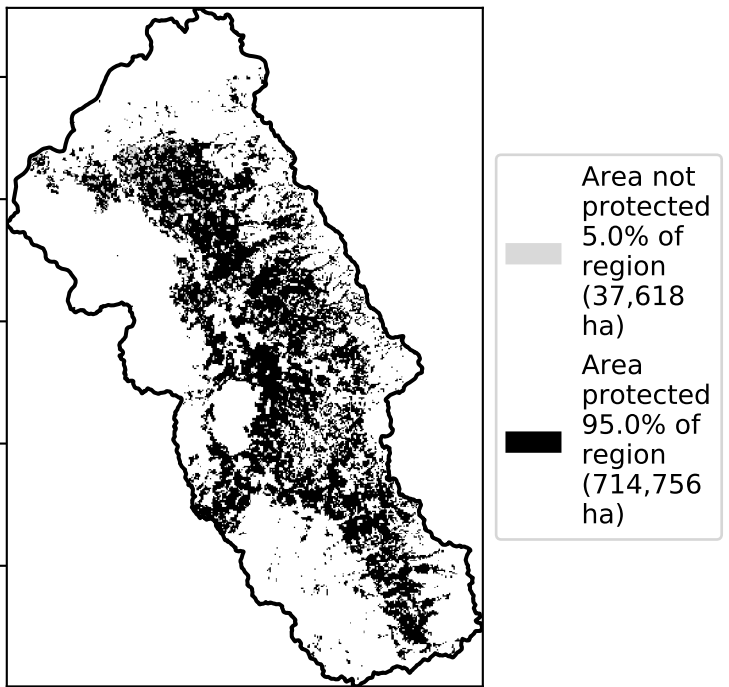 Area not
protected
5.0% of
region
(37,618
ha)
Area
protected
95.0% of
region
(714,756
ha)